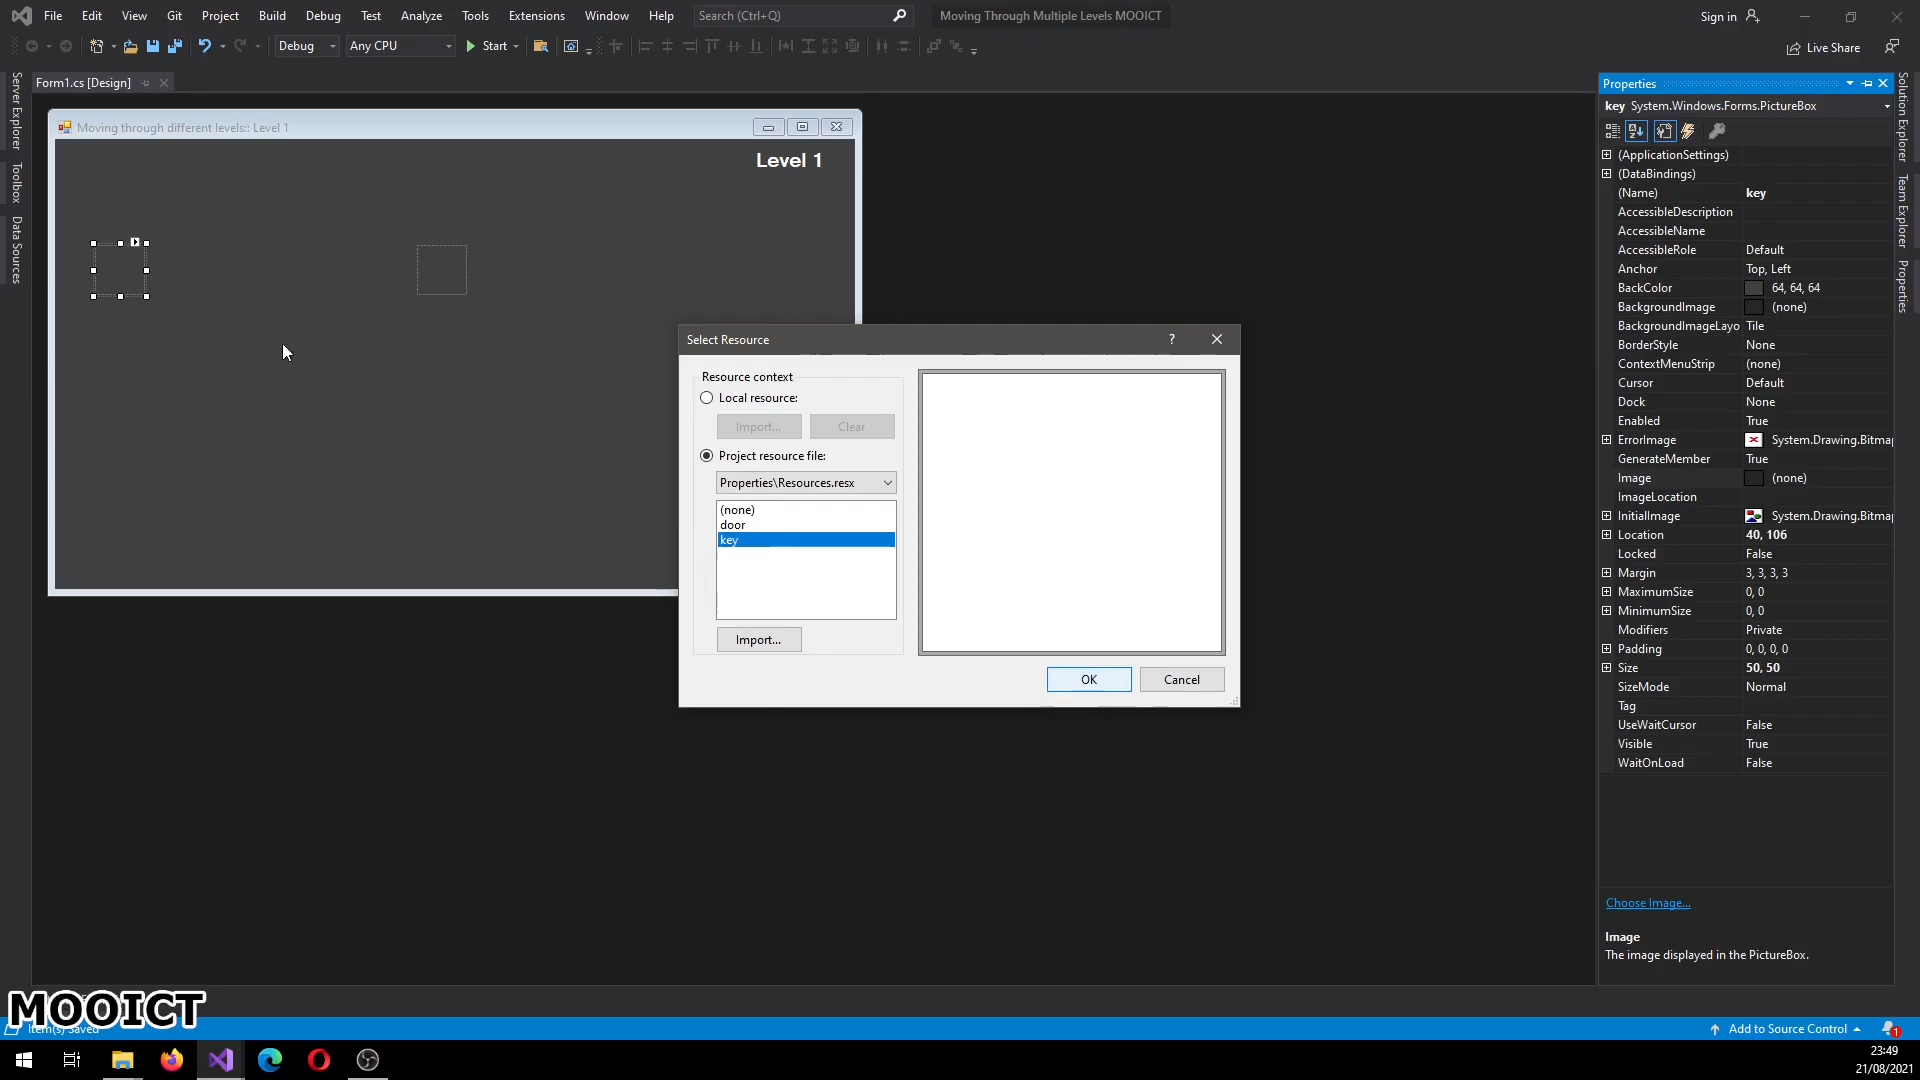 File Edit View Git Project Build Debug Test Analyze Tools Extensions Window Help Search (Ctrl+Q) Moving Through Multiple Levels MOOICT Sign in
Debug Any CPU Start Live Share
Form1.cs [Design]
Server Explorer
Toolbox
Data Sources
Moving through different levels:: Level 1
Level 1
Select Resource ?
Resource context
Local resource:
Import... Clear
Project resource file:
Properties\Resources.resx
(none)
door
key
Import...
OK Cancel
Properties
key System.Windows.Forms.PictureBox
(ApplicationSettings)
(DataBindings)
(Name) key
AccessibleDescription
AccessibleName
AccessibleRole Default
Anchor Top, Left
BackColor 64, 64, 64
BackgroundImage (none)
BackgroundImageLayo Tile
BorderStyle None
ContextMenuStrip (none)
Cursor Default
Dock None
Enabled True
ErrorImage System.Drawing.Bitmap
GenerateMember True
Image (none)
ImageLocation
InitialImage System.Drawing.Bitmap
Location 40, 106
Locked False
Margin 3, 3, 3, 3
MaximumSize 0, 0
MinimumSize 0, 0
Modifiers Private
Padding 0, 0, 0, 0
Size 50, 50
SizeMode Normal
Tag
UseWaitCursor False
Visible True
WaitOnLoad False
Choose Image...
Image
The image displayed in the PictureBox.
Solution Explorer
Team Explorer
Properties
MOOICT
Item(s) Saved Add to Source Control 1
23:49
21/08/2021